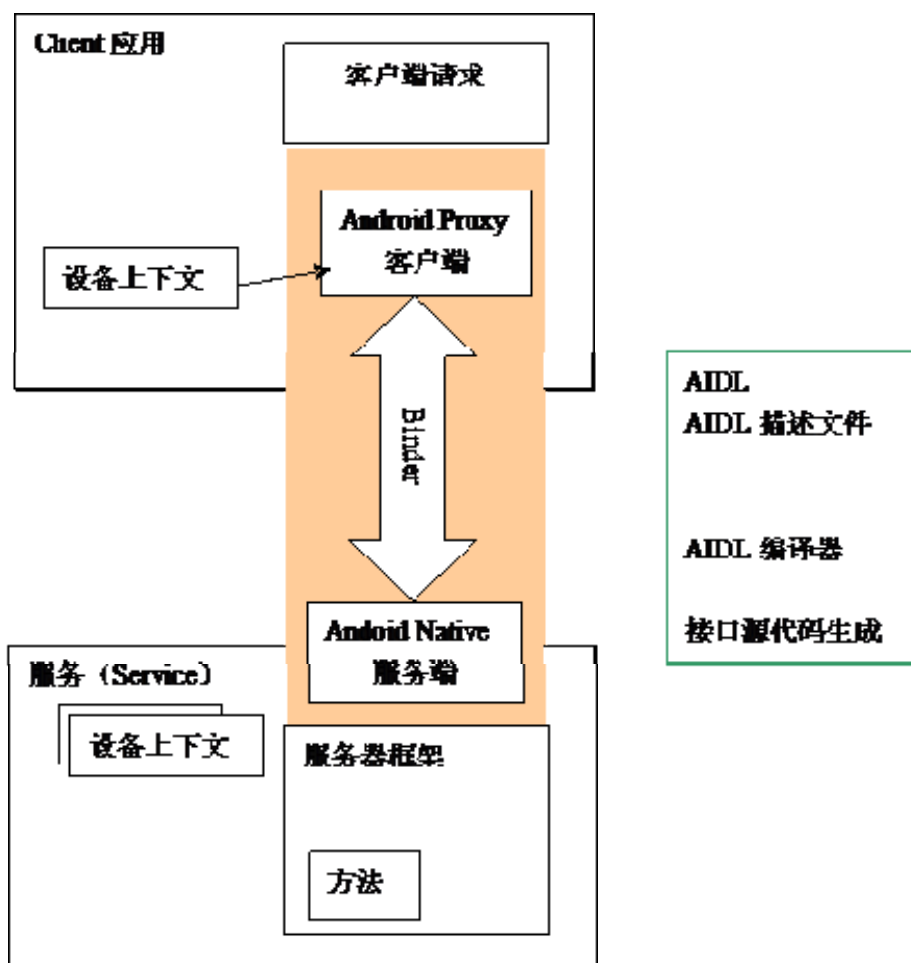 Client 应用
客户端请求
Android Proxy
客户端
设备上下文
Binder
AIDL
AIDL 描述文件
AIDL 编译器
接口源代码生成
Andoid Native
服务端
服务（Service）
设备上下文
服务器框架
方法